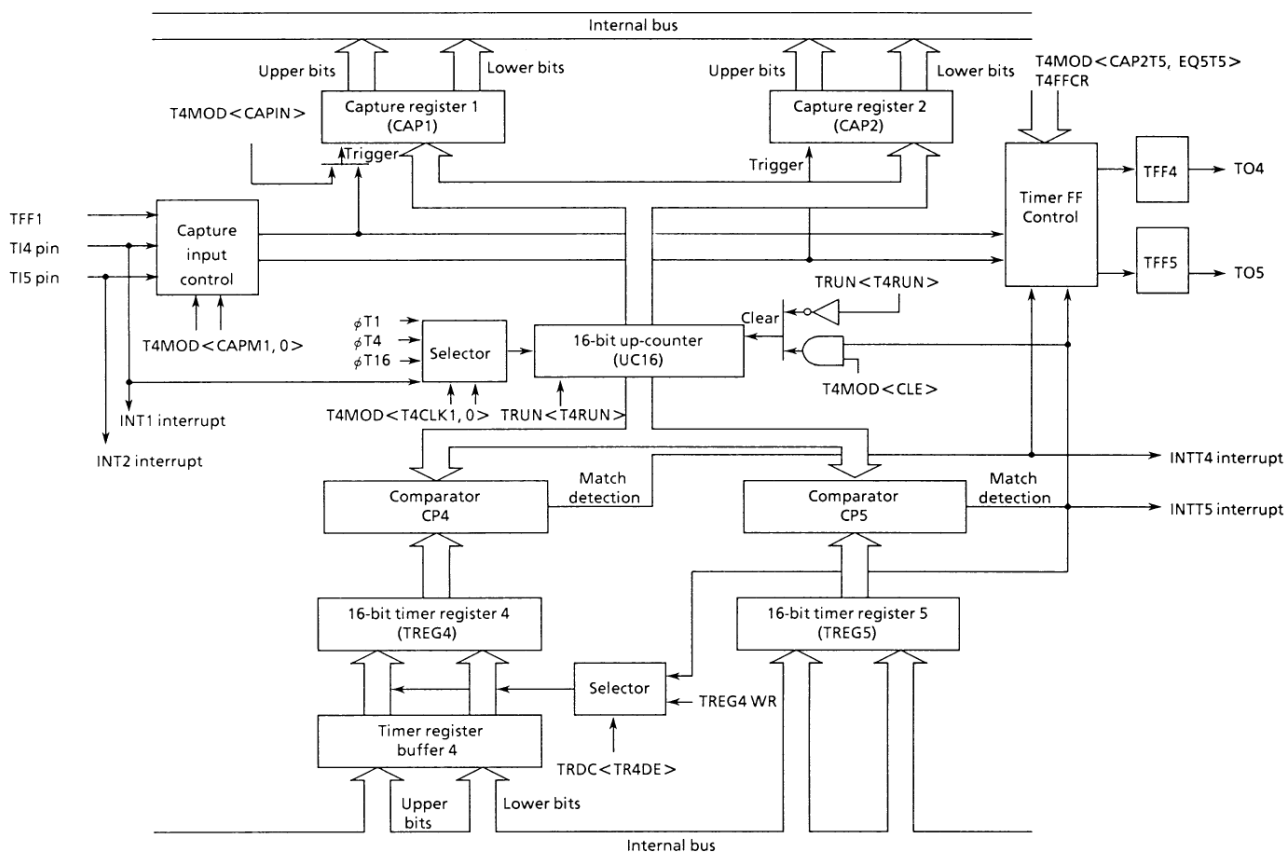 Internal bus
Upper bits
Lower bits
Upper bits
Lower bits
T4MOD<CAP2T5, EQ5T5>
T4FFCR
T4MOD<CAPIN>
Capture register 1
(CAP1)
Capture register 2
(CAP2)
Trigger
Trigger
TFF4
TO4
Timer FF
Control
TFF1
TI4 pin
TI5 pin
Capture
input
control
TFF5
TO5
TRUN<T4RUN>
Clear
T4MOD<CAPM1, 0>
φT1
φT4
φT16
Selector
16-bit up-counter
(UC16)
T4MOD<CLE>
T4MOD<T4CLK1, 0>
TRUN<T4RUN>
INT1 interrupt
INT2 interrupt
INTT4 interrupt
Comparator
CP4
Match
detection
Comparator
CP5
Match
detection
INTT5 interrupt
16-bit timer register 4
(TREG4)
16-bit timer register 5
(TREG5)
Selector
TREG4 WR
Timer register
buffer 4
TRDC<TR4DE>
Upper
bits
Lower bits
Internal bus